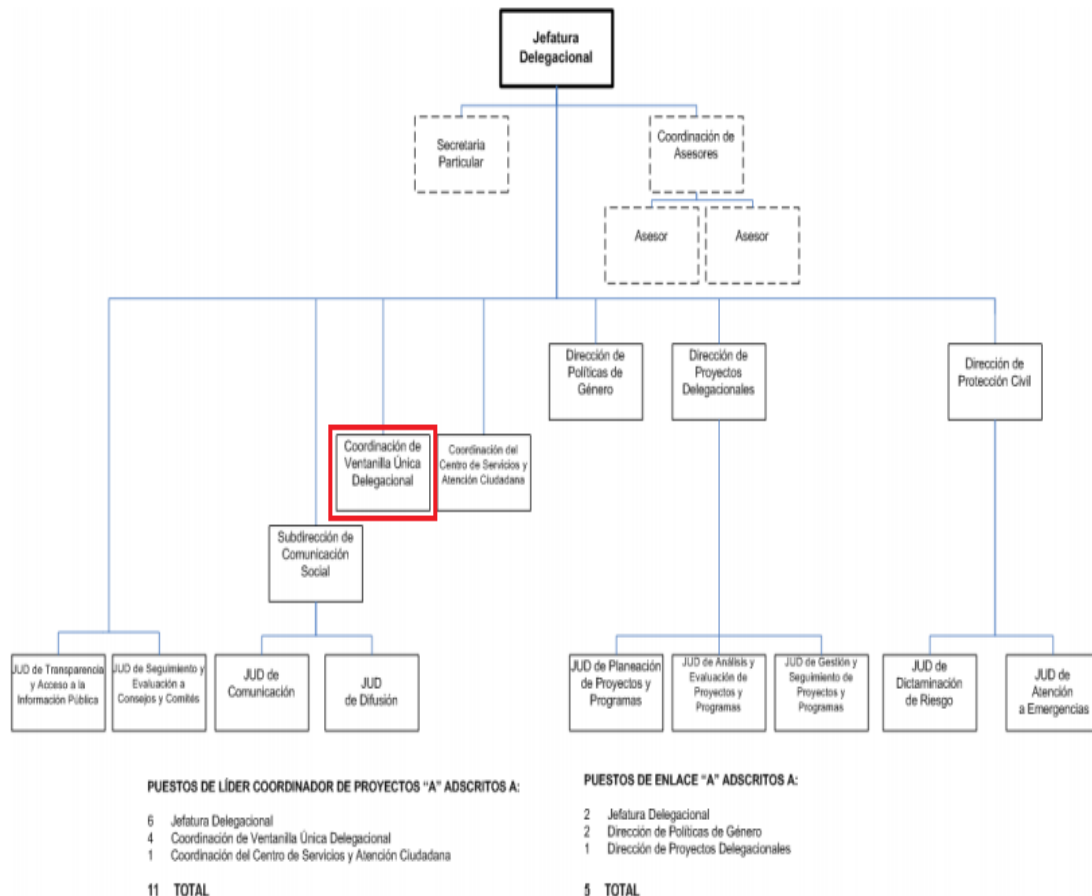 Jefatura
Delegacional
Secretaria
Particular
Coordinación de
Asesores
Asesor
Asesor
Dirección de
Políticas de
Género
Dirección de
Proyectos
Delegacionales
Dirección de
Protección Civil
Coordinación de
Ventanilla Única
Delegacional
Coordinación del
Centro de Servicios y
Atención Ciudadana
Subdirección de
Comunicación
Social
JUD de Transparencia
y Acceso a la
Información Pública
JUD de Seguimiento y
Evaluación a
Consejos y Comités
JUD de
Comunicación
JUD
de Difusión
JUD de Planeación
de Proyectos y
Programas
JUD de Análisis y
Evaluación de
Proyectos y
Programas
JUD de Gestión y
Seguimiento de
Proyectos y
Programas
JUD de
Dictaminación
de Riesgo
JUD de
Atención
a Emergencias
PUESTOS DE LÍDER COORDINADOR DE PROYECTOS “A” ADSCRITOS A:
6 Jefatura Delegacional
4 Coordinación de Ventanilla Única Delegacional
1 Coordinación del Centro de Servicios y Atención Ciudadana
11 TOTAL
PUESTOS DE ENLACE “A” ADSCRITOS A:
2 Jefatura Delegacional
2 Dirección de Políticas de Género
1 Dirección de Proyectos Delegacionales
5 TOTAL